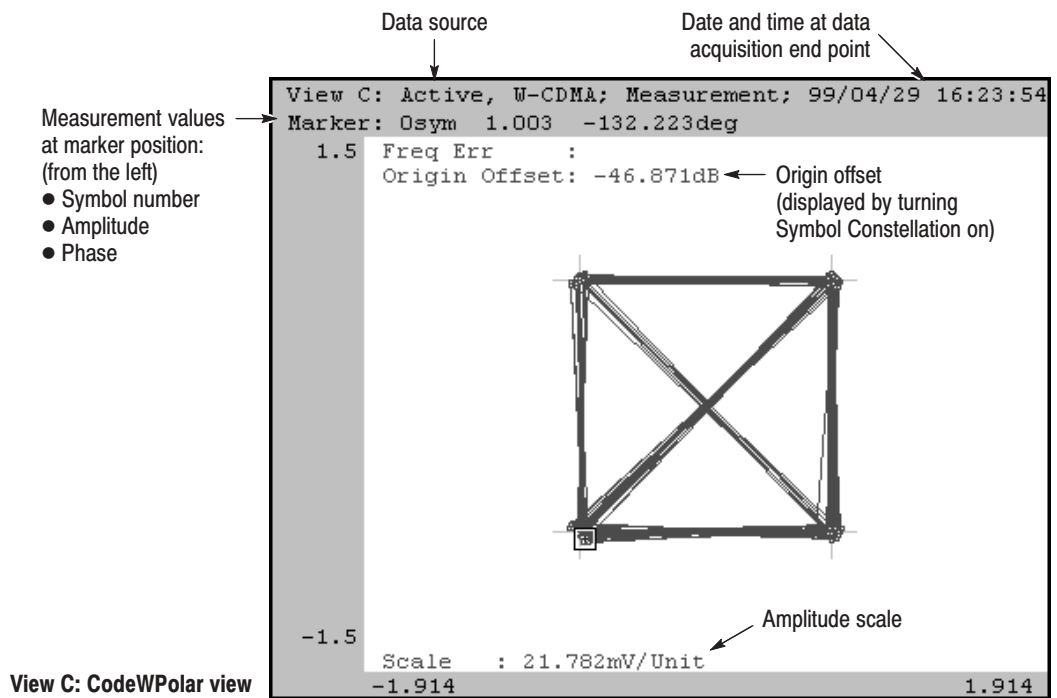 Data source
Date and time at data
acquisition end point
View C: Active, W-CDMA; Measurement; 99/04/29 16:23:54
Marker: 0sym 1.003 -132.223deg
Measurement values
at marker position:
(from the left)
● Symbol number
● Amplitude
● Phase
1.5
Freq Err :
Origin Offset: -46.871dB
Origin offset
(displayed by turning
Symbol Constellation on)
Amplitude scale
-1.5
Scale : 21.782mV/Unit
-1.914
1.914
View C: CodeWPolar view